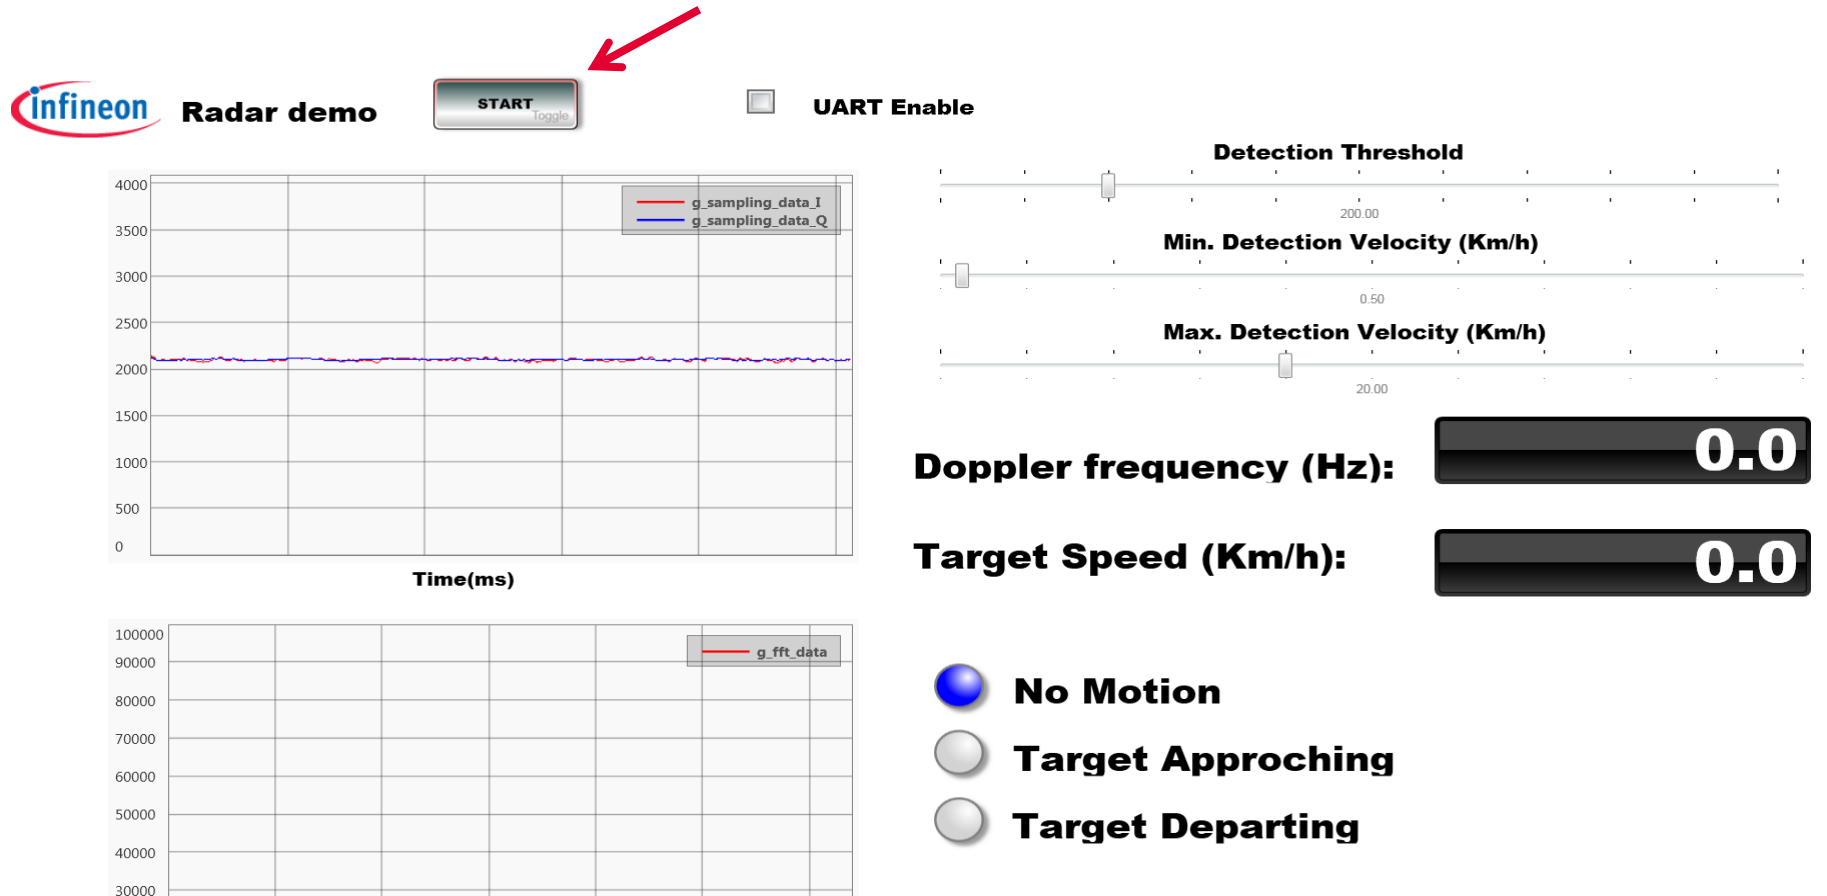 infineon
Radar demo
START
Toggle
UART Enable
4000
3500
3000
2500
2000
1500
1000
500
0
g_sampling_data_I
g_sampling_data_Q
Time(ms)
100000
90000
80000
70000
60000
50000
40000
30000
g_fft_data
Detection Threshold
200.00
Min. Detection Velocity (Km/h)
0.50
Max. Detection Velocity (Km/h)
20.00
Doppler frequency (Hz):
0.0
Target Speed (Km/h):
0.0
No Motion
Target Approching
Target Departing